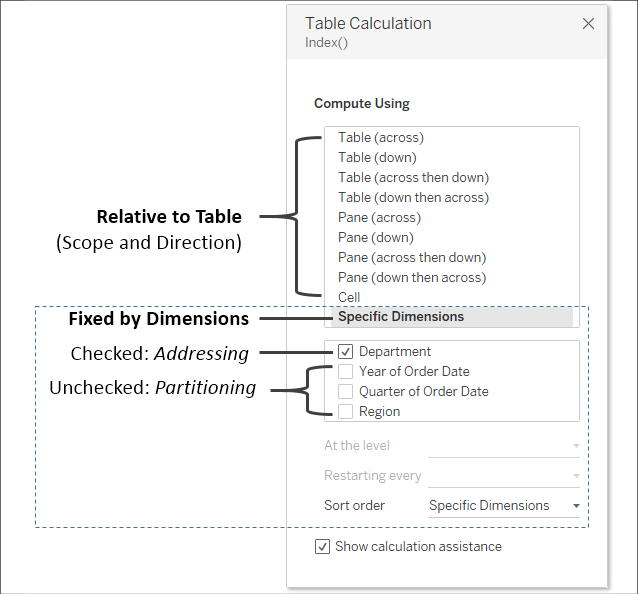 Table Calculation
Index()
Compute Using
Table (across)
Table (down)
Table (across then down)
Table (down then across)
Pane (across)
Pane (down)
Pane (across then down)
Pane (down then across)
Cell
Specific Dimensions
Relative to Table
(Scope and Direction)
Fixed by Dimensions
Checked: Addressing
Unchecked: Partitioning
Department
Year of Order Date
Quarter of Order Date
Region
At the level
Restarting every
Sort order Specific Dimensions
Show calculation assistance